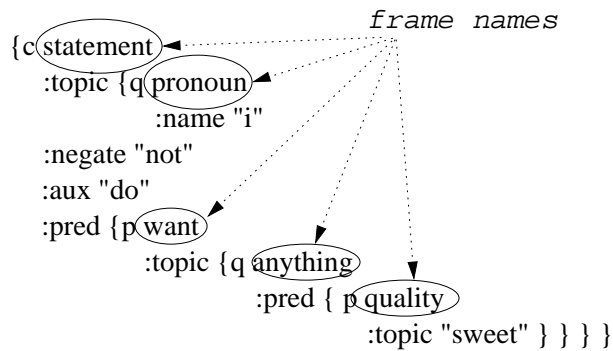 frame names
{c statement
:topic {q pronoun
:name "i"
:negate "not"
:aux "do"
:pred {p want
:topic {q anything
:pred { p quality
:topic "sweet" } } } }